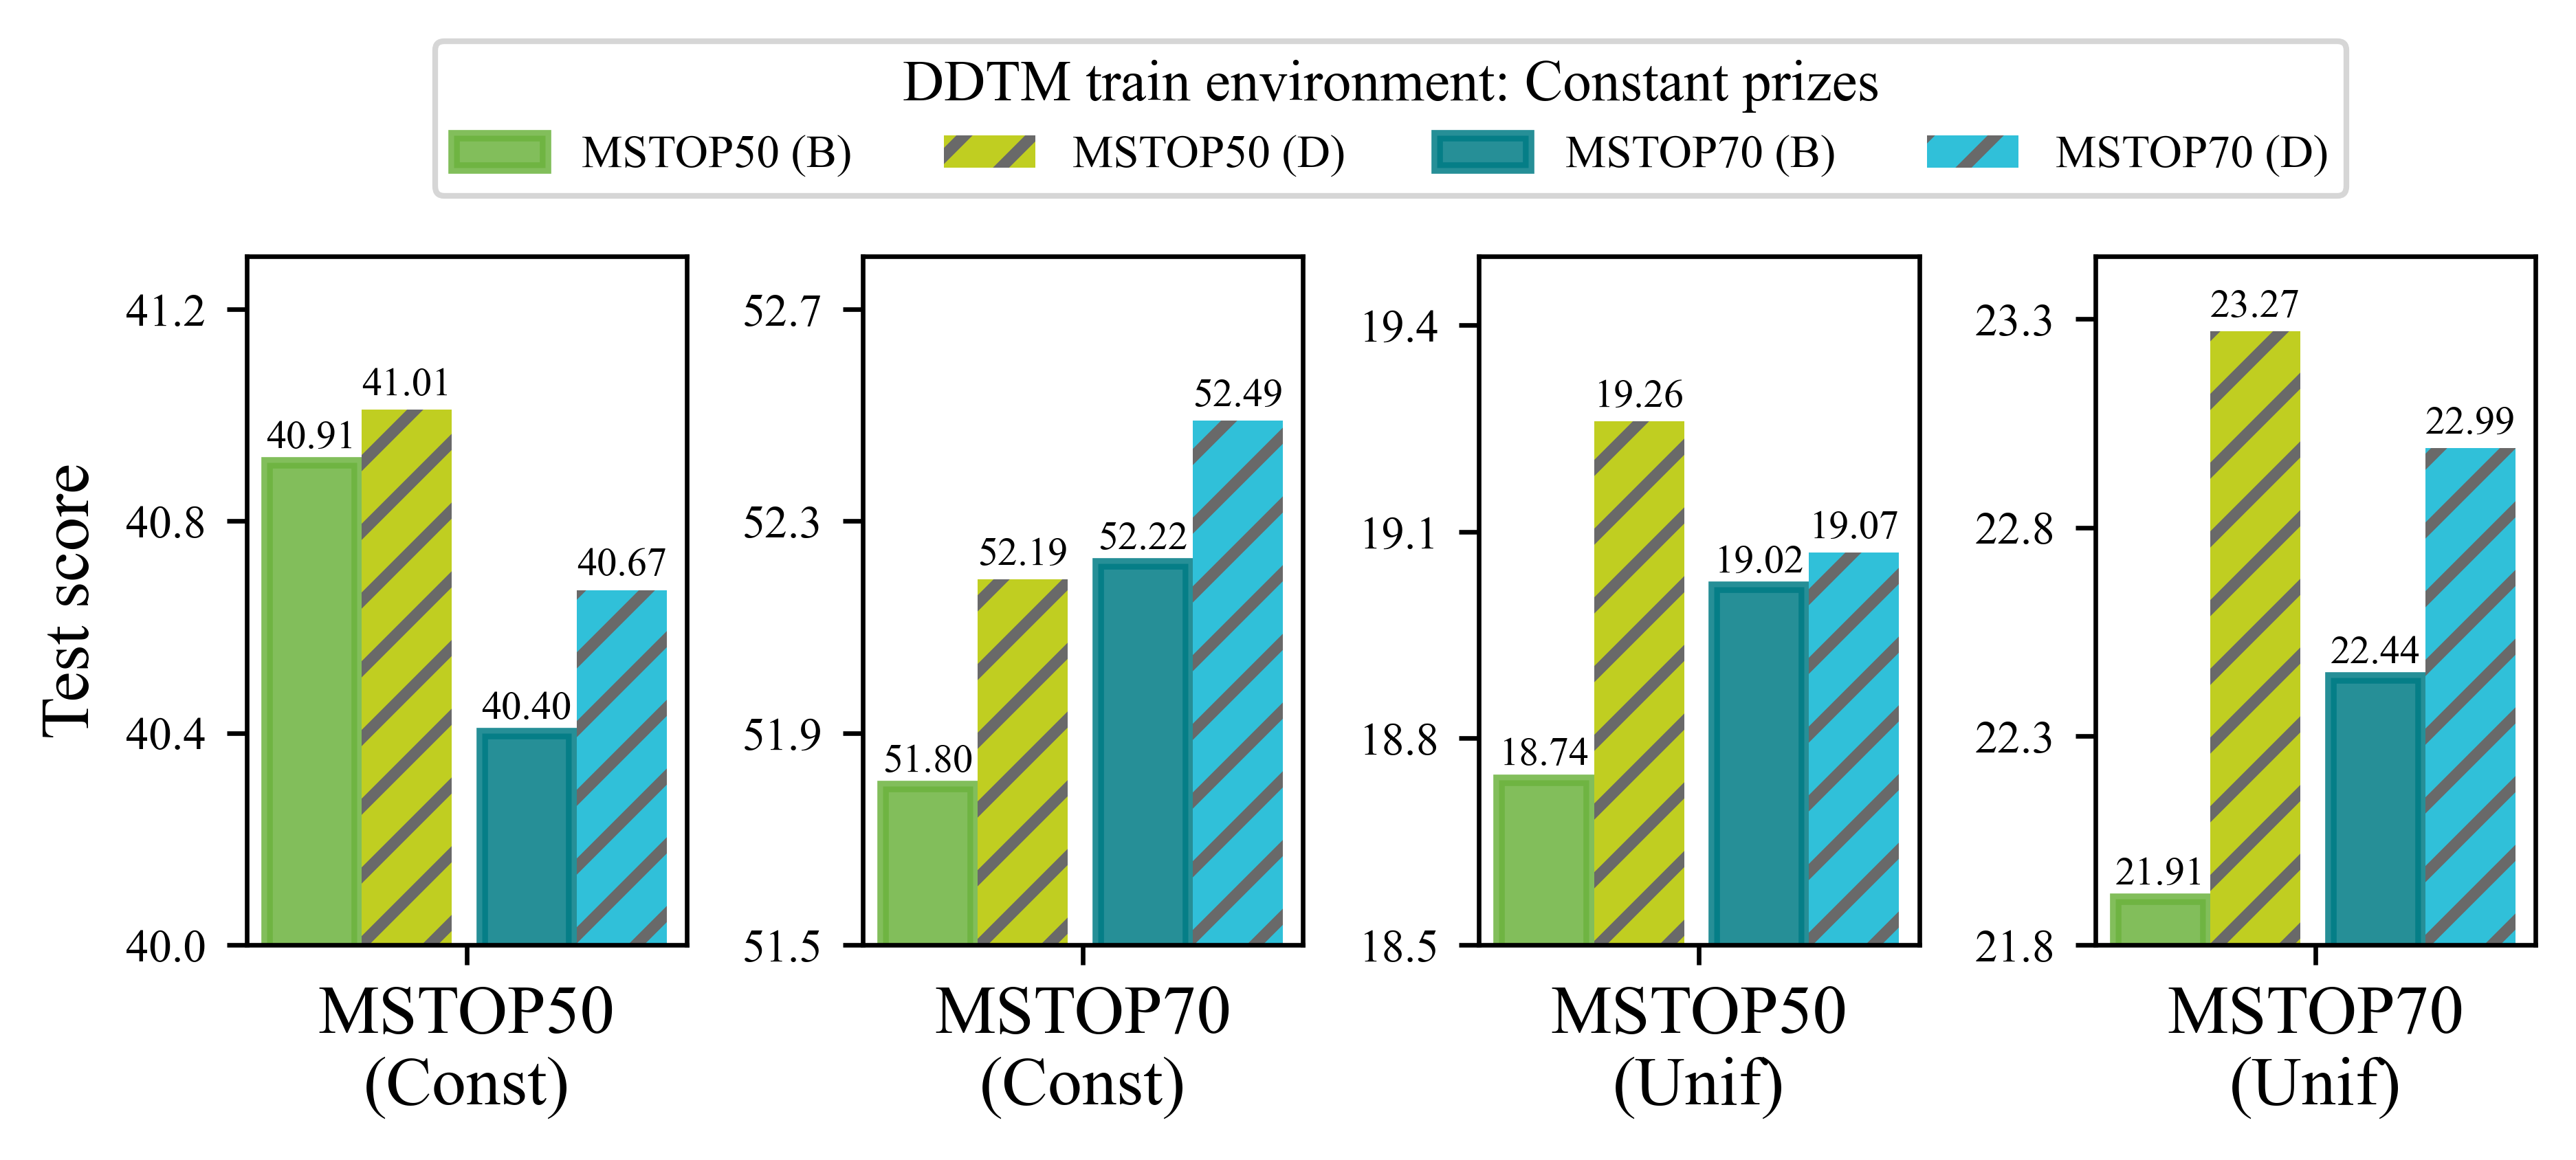 DDTM train environment: Constant prizes
MSTOP50 (B) MSTOP50 (D) MSTOP70 (B) MSTOP70 (D)
Test score
41.2
40.8
40.4
40.0
40.91
41.01
40.40
40.67
MSTOP50
(Const)
52.7
52.3
51.9
51.5
51.80
52.19
52.22
52.49
MSTOP70
(Const)
19.4
19.1
18.8
18.5
18.74
19.26
19.02
19.07
MSTOP50
(Unif)
23.3
22.8
22.3
21.8
21.91
23.27
22.44
22.99
MSTOP70
(Unif)